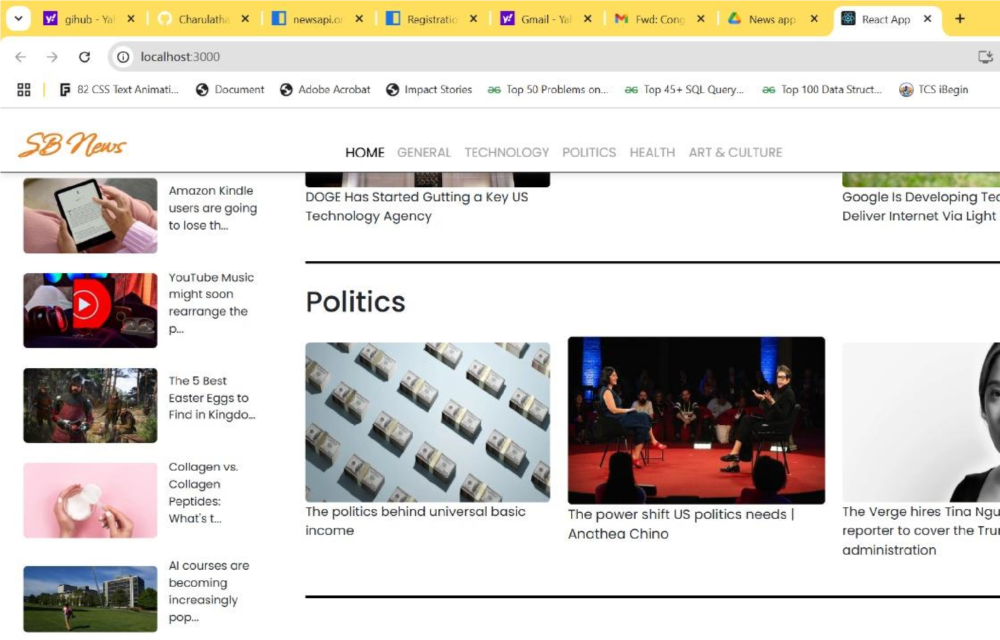 gihub - Yal
Charulatha
newsapi.or
Registratio
Gmail - Yal
Fwd: Cong
News app
React App
localhost:3000
82 CSS Text Animati...
Document
Adobe Acrobat
Impact Stories
Top 50 Problems on...
Top 45+ SQL Query...
Top 100 Data Struct...
TCS iBegin
SB News
HOME GENERAL TECHNOLOGY POLITICS HEALTH ART & CULTURE
Amazon Kindle
users are going
to lose th...
YouTube Music
might soon
rearrange the
p...
The 5 Best
Easter Eggs to
Find in Kingdo...
Collagen vs.
Collagen
Peptides:
What's t...
AI courses are
becoming
increasingly
pop...
DOGE Has Started Gutting a Key US
Technology Agency
Google Is Developing Tec
Deliver Internet Via Light
Politics
The politics behind universal basic
income
The power shift US politics needs |
Anathea Chino
The Verge hires Tina Ngu
reporter to cover the Trur
administration